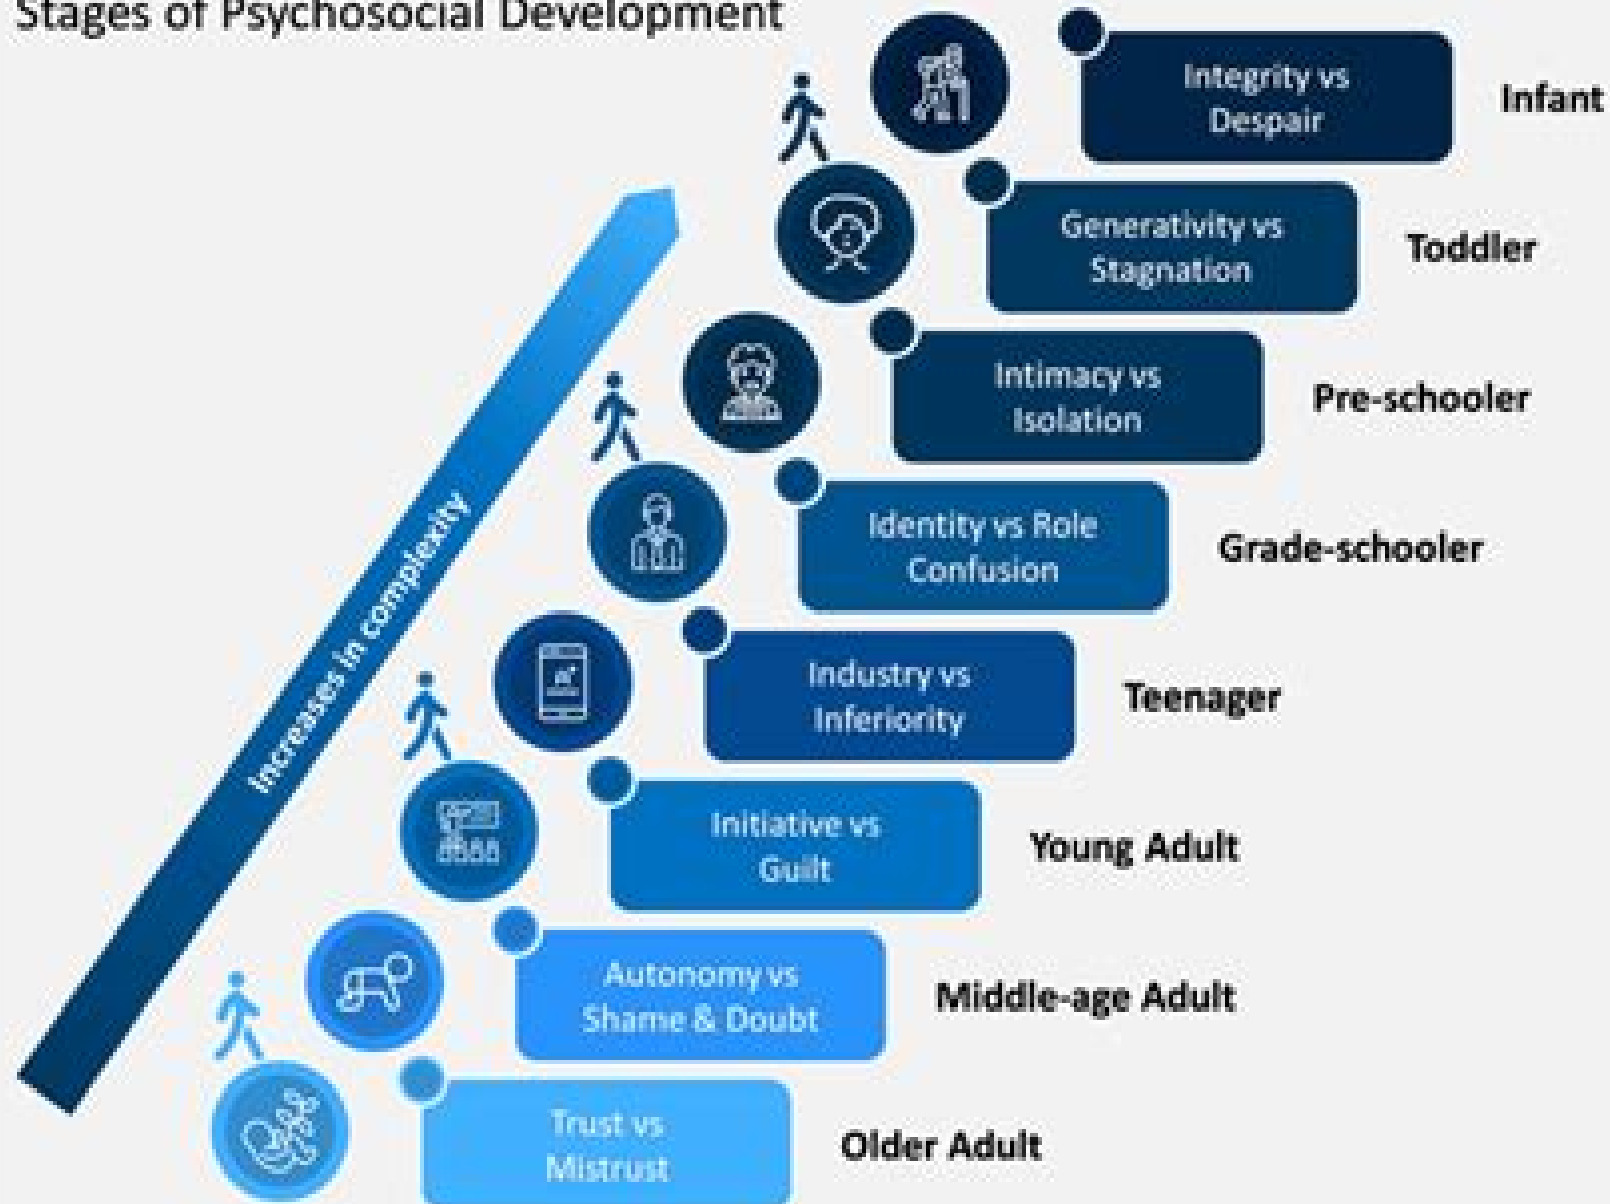 Stages of Psychosocial Development
Integrity vs
Despair
Infant
Generativity vs
Stagnation
Toddler
Intimacy vs
Isolation
Pre-schooler
Identity vs Role
Confusion
Grade-schooler
Industry vs
Inferiority
Teenager
Initiative vs
Guilt
Young Adult
Autonomy vs
Shame & Doubt
Middle-age Adult
Trust vs
Mistrust
Older Adult
Increases in complexity